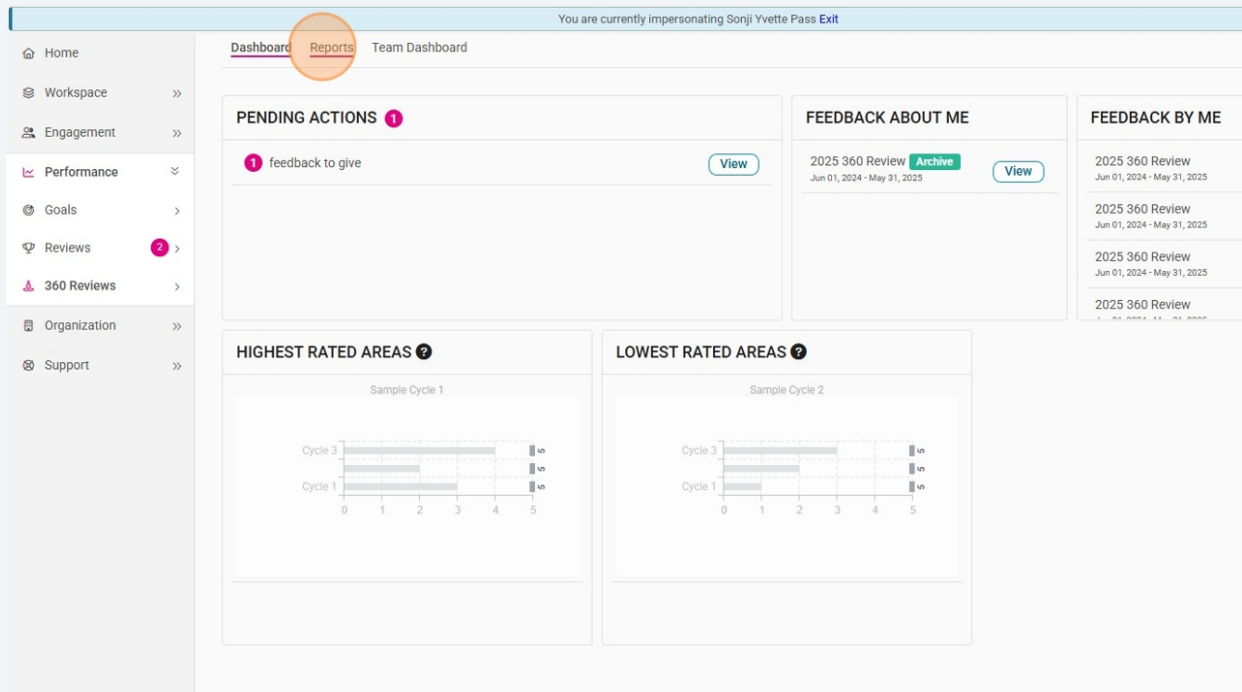 You are currently impersonating Sonji Yvette Pass Exit
Home
Workspace
Engagement
Performance
Goals
Reviews 2
360 Reviews
Organization
Support
Dashboard Reports Team Dashboard
PENDING ACTIONS 1
1 feedback to give View
FEEDBACK ABOUT ME
2025 360 Review Archive
Jun 01, 2024 - May 31, 2025
View
FEEDBACK BY ME
2025 360 Review
Jun 01, 2024 - May 31, 2025
2025 360 Review
Jun 01, 2024 - May 31, 2025
2025 360 Review
Jun 01, 2024 - May 31, 2025
2025 360 Review
HIGHEST RATED AREAS ?
Sample Cycle 1
Cycle 3 5
5
Cycle 1 5
0 1 2 3 4 5
LOWEST RATED AREAS ?
Sample Cycle 2
Cycle 3 5
5
Cycle 1 5
0 1 2 3 4 5